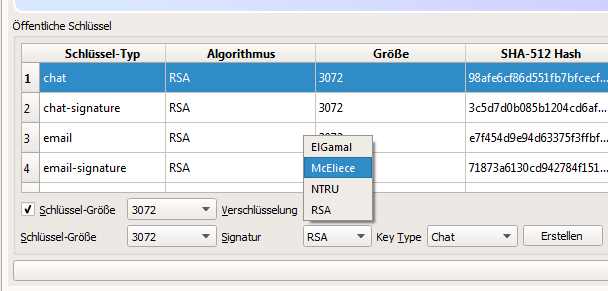 Öffentliche Schlüssel
Schlüssel-Typ Algorithmus Größe SHA-512 Hash
1 chat RSA 3072 98afe6cf86d551fb7bfcecf...
2 chat-signature RSA 3072 3c5d7d0b085b1204cd6af...
3 email RSA 3072 e7f454d9e94d63375f3ffbf...
4 email-signature RSA 71873a6130cd942784f151...
ElGamal
McEliece
NTRU
RSA
Schlüssel-Größe 3072 Verschlüsselung
Schlüssel-Größe 3072 Signatur RSA Key Type Chat Erstellen